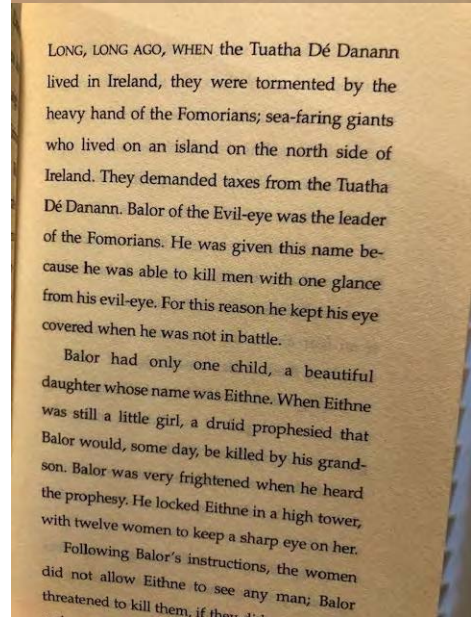 LONG, LONG AGO, WHEN the Tuatha Dé Danann
lived in Ireland, they were tormented by the
heavy hand of the Fomorians; sea-faring giants
who lived on an island on the north side of
Ireland. They demanded taxes from the Tuatha
Dé Danann. Balor of the Evil-eye was the leader
of the Fomorians. He was given this name be-
cause he was able to kill men with one glance
from his evil-eye. For this reason he kept his eye
covered when he was not in battle.
Balor had only one child, a beautiful
daughter whose name was Eithne. When Eithne
was still a little girl, a druid prophesied that
Balor would, some day, be killed by his grand-
son. Balor was very frightened when he heard
the prophesy. He locked Eithne in a high tower,
with twelve women to keep a sharp eye on her.
Following Balor's instructions, the women
did not allow Eithne to see any man; Balor
threatened to kill them, if they